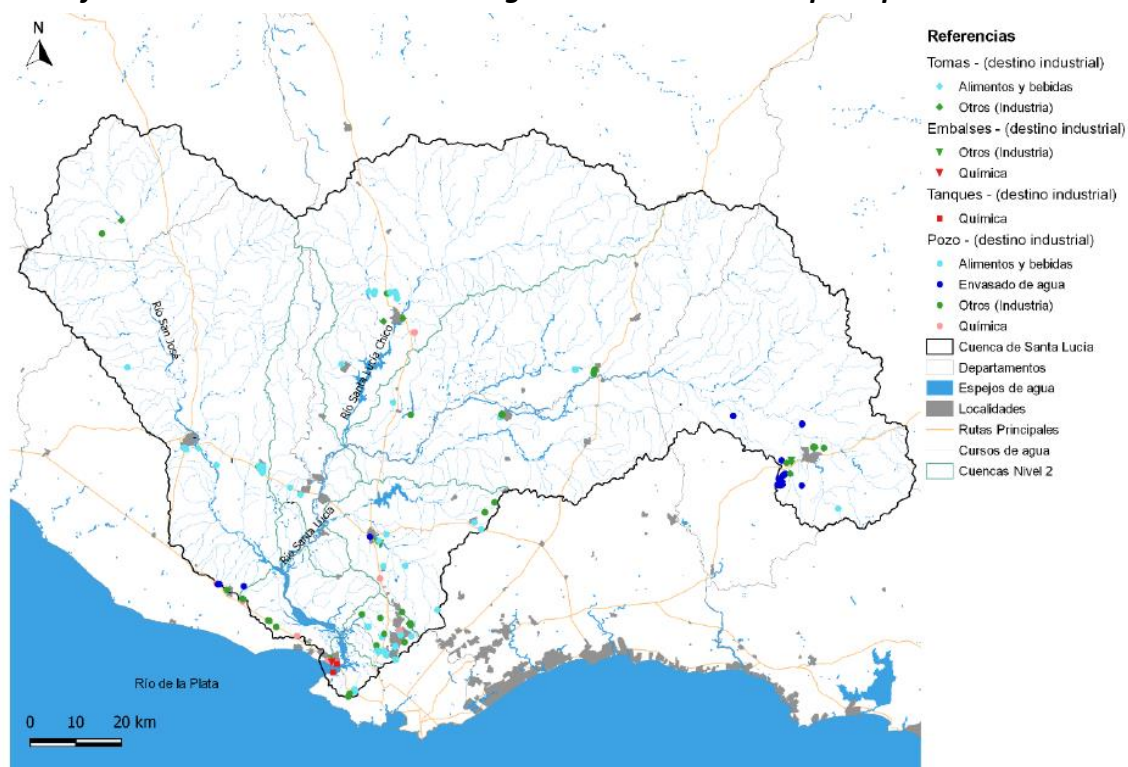 N
Referencias
Tomas - (destino industrial)
Alimentos y bebidas
Otros (Industria)
Embalses - (destino industrial)
Otros (Industria)
Química
Tanques - (destino industrial)
Química
Pozo - (destino industrial)
Alimentos y bebidas
Envasado de agua
Otros (Industria)
Química
Cuenca de Santa Lucía
Departamentos
Espejos de agua
Localidades
Rutas Principales
Cursos de agua
Cuencas Nivel 2
Río San José
Río Santa Lucía Chico
Río Santa Lucía
Río de la Plata
0 10 20 km